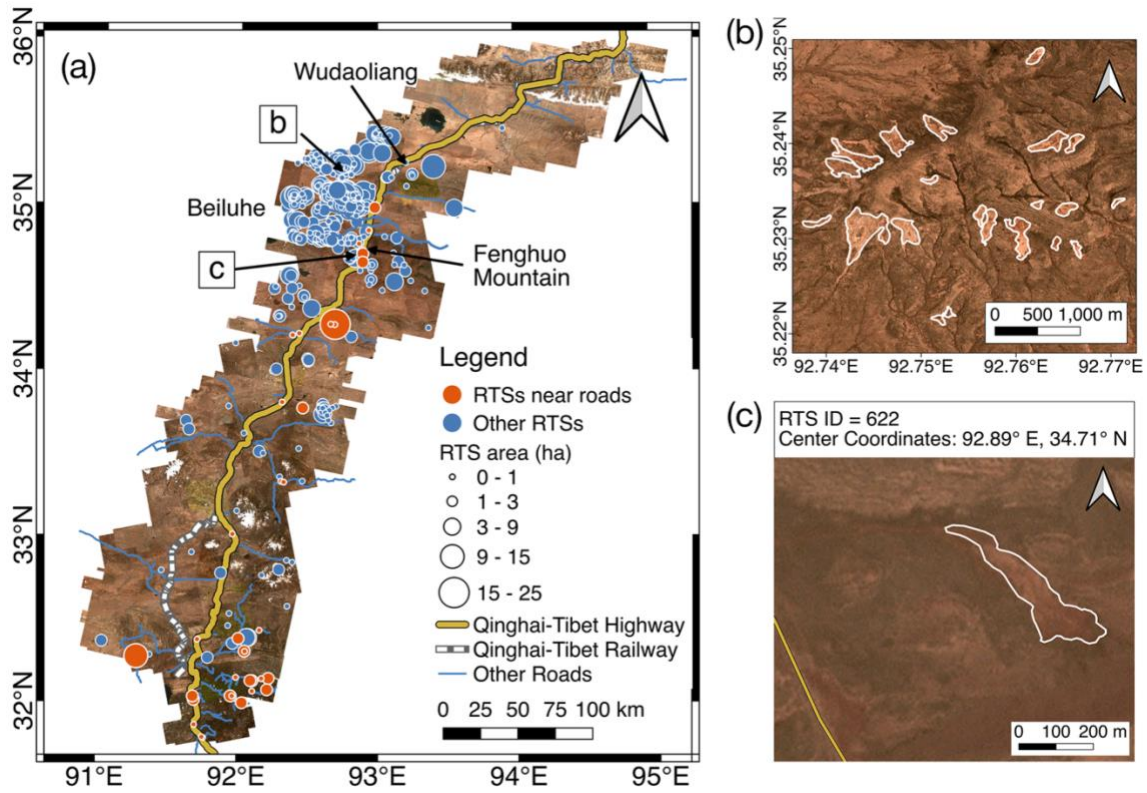 (a)
36°N
35°N
34°N
33°N
32°N
91°E
92°E
93°E
94°E
95°E
Wudaoliang
b
Beiluhe
c
Fenghuo
Mountain
Legend
RTSs near roads
Other RTSs
RTS area (ha)
0 - 1
1 - 3
3 - 9
9 - 15
15 - 25
Qinghai-Tibet Highway
Qinghai-Tibet Railway
Other Roads
0 25 50 75 100 km
(b)
35.25°N
35.24°N
35.23°N
35.22°N
0 500 1,000 m
92.74°E 92.75°E 92.76°E 92.77°E
(c)
RTS ID = 622
Center Coordinates: 92.89° E, 34.71° N
0 100 200 m